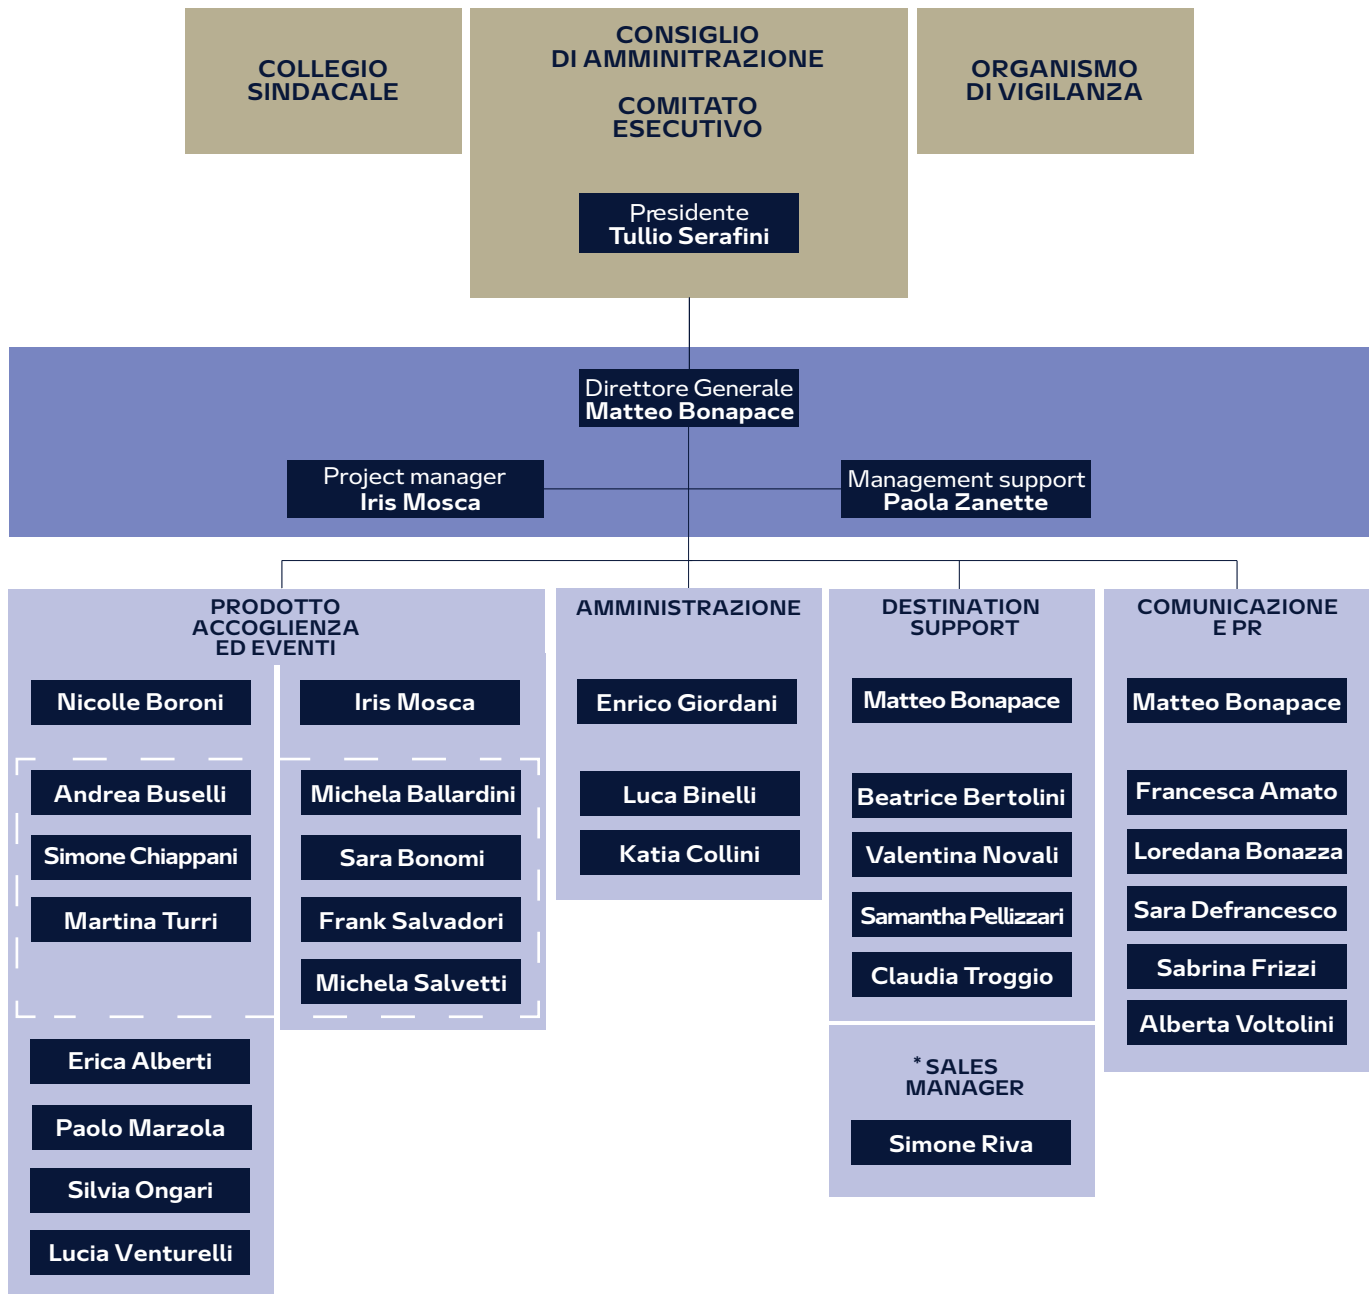 COLLEGIO
SINDACALE
CONSIGLIO
DI AMMINITRAZIONE
COMITATO
ESECUTIVO
ORGANISMO
DI VIGILANZA
Presidente
Tullio Serafini
Direttore Generale
Matteo Bonapace
Project manager
Iris Mosca
Management support
Paola Zanette
PRODOTTO
ACCOGLIENZA
ED EVENTI
Nicolle Boroni
Iris Mosca
Andrea Buselli
Simone Chiappani
Martina Turri
Michela Ballardini
Sara Bonomi
Frank Salvadori
Michela Salvetti
Erica Alberti
Paolo Marzola
Silvia Ongari
Lucia Venturelli
AMMINISTRAZIONE
Enrico Giordani
Luca Binelli
Katia Collini
DESTINATION
SUPPORT
Matteo Bonapace
Beatrice Bertolini
Valentina Novali
Samantha Pellizzari
Claudia Troggio
* SALES
MANAGER
Simone Riva
COMUNICAZIONE
E PR
Matteo Bonapace
Francesca Amato
Loredana Bonazza
Sara Defrancesco
Sabrina Frizzi
Alberta Voltolini